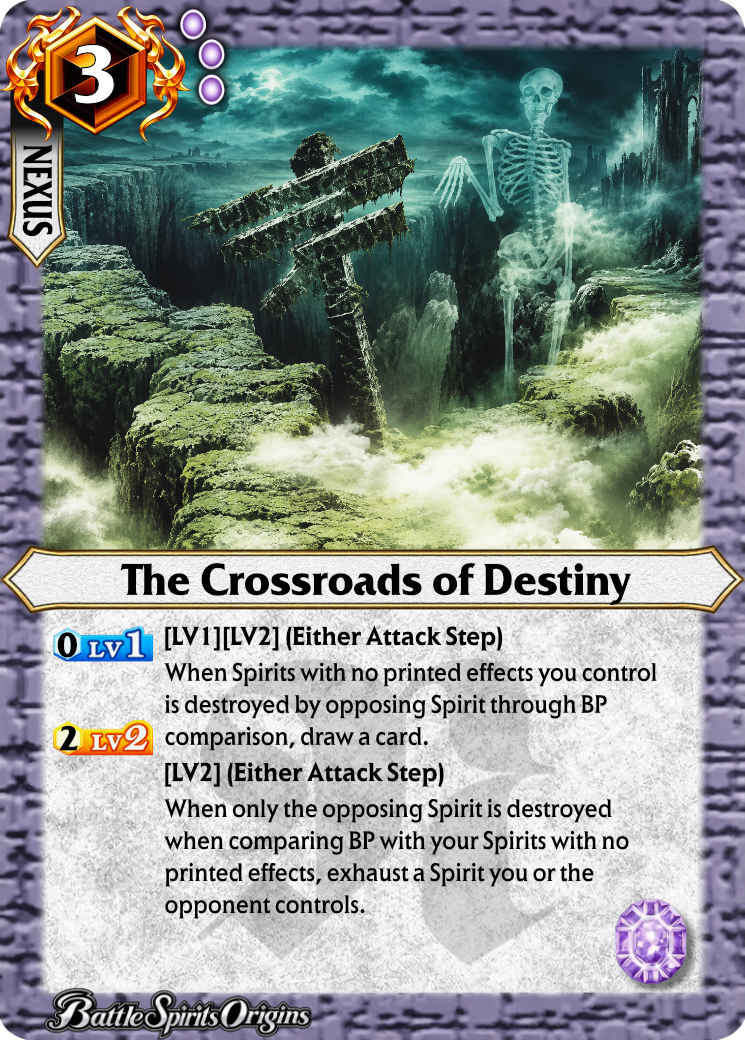 3
NEXUS
The Crossroads of Destiny
0 LV1
[LV1][LV2] (Either Attack Step)
When Spirits with no printed effects you control
is destroyed by opposing Spirit through BP
comparison, draw a card.
2 LV2
[LV2] (Either Attack Step)
When only the opposing Spirit is destroyed
when comparing BP with your Spirits with no
printed effects, exhaust a Spirit you or the
opponent controls.
Battle Spirits Origins